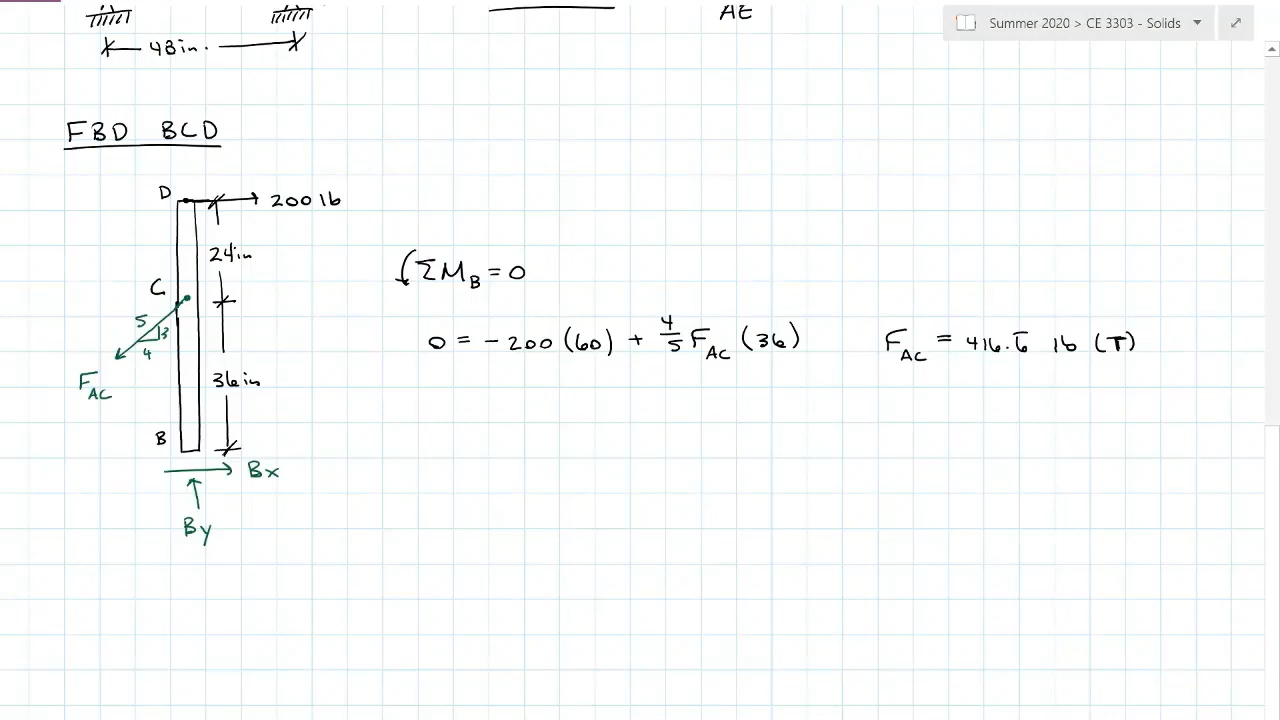 AE
Summer 2020 > CE 3303 - Solids
48in.
FBD BCD
D
200 lb
24in
C
5
3
4
F_AC
36in
B
Bx
By
ΣM_B = 0
0 = - 200 (60) + 4/5 F_AC (36)
F_AC = 416.6̅ lb (T)